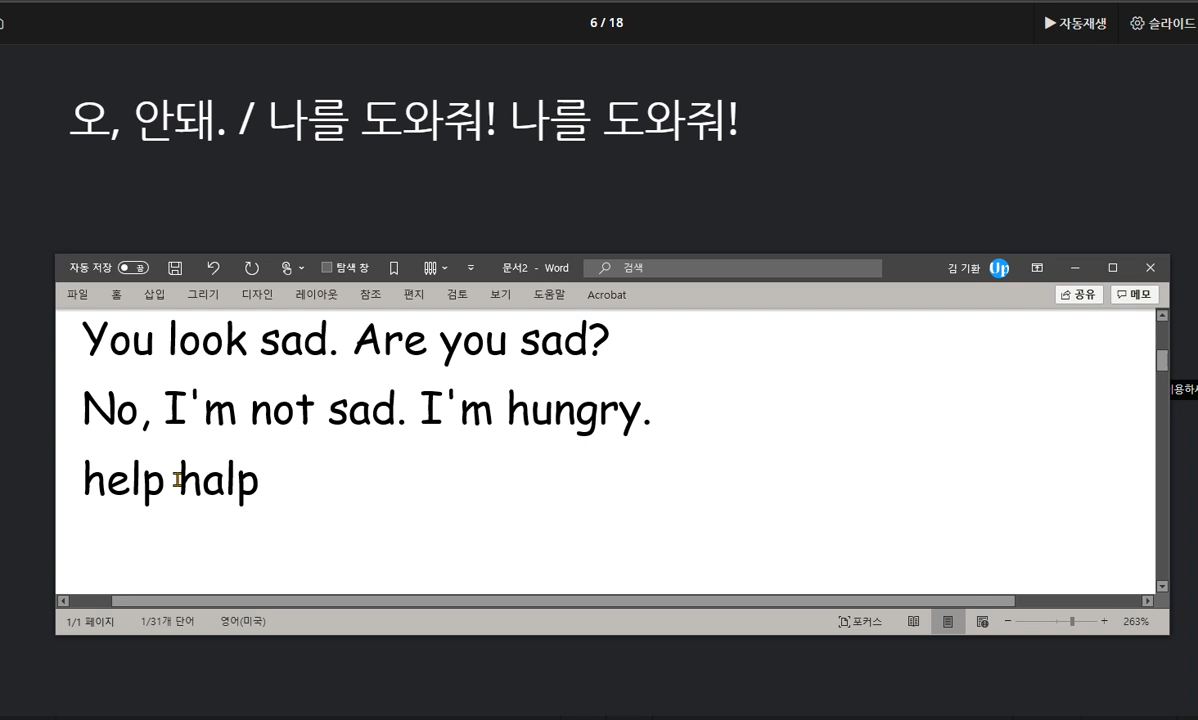 6 / 18
▶ 자동재생
슬라이드
오, 안돼. / 나를 도와줘! 나를 도와줘!
자동 저장 끔
탐색 창
문서2 - Word
검색
김 기환
Up
파일 홈 삽입 그리기 디자인 레이아웃 참조 편지 검토 보기 도움말 Acrobat
공유 메모
You look sad. Are you sad?
No, I'm not sad. I'm hungry.
help halp
1/1 페이지 1/31개 단어 영어(미국)
포커스
263%